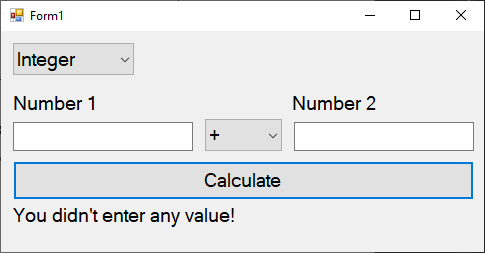 Form1
Integer
Number 1 Number 2
+
Calculate
You didn't enter any value!